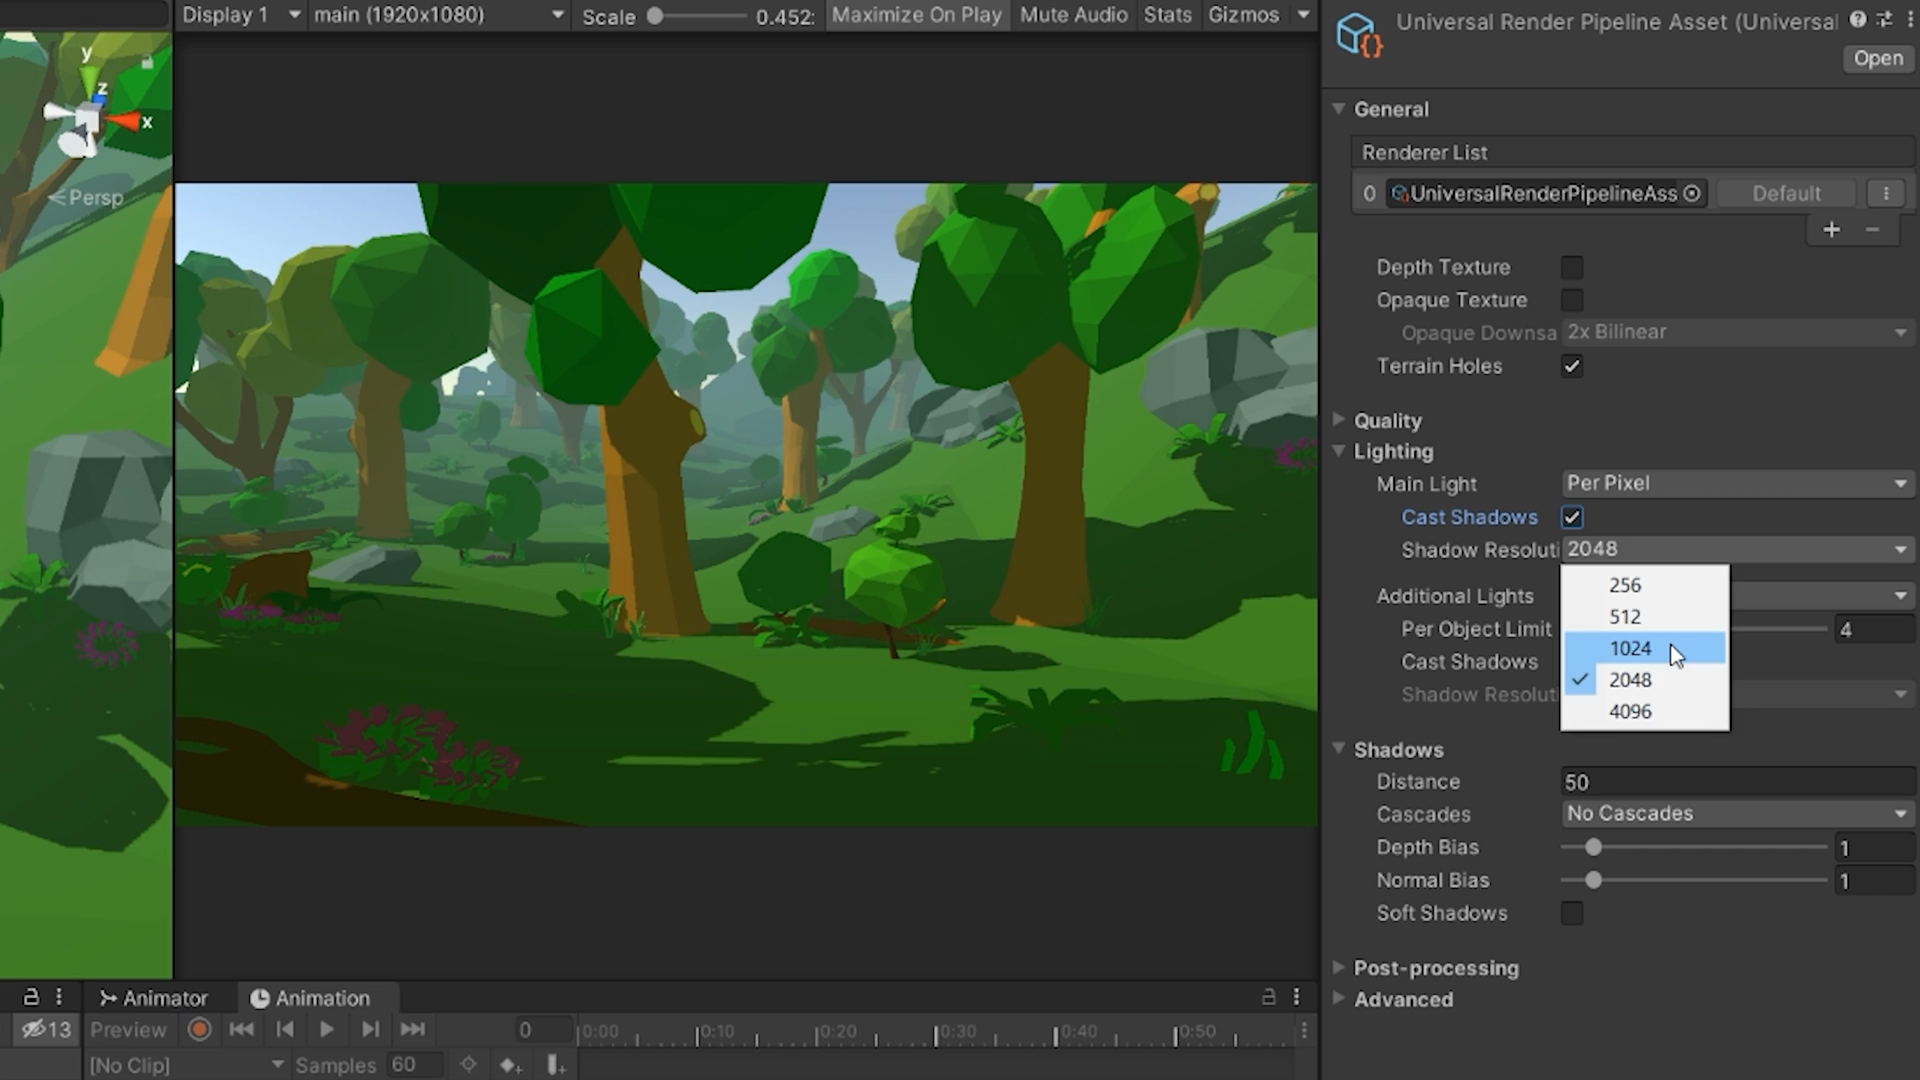 Display 1
main (1920x1080)
Scale
0.452:
Maximize On Play
Mute Audio
Stats
Gizmos
y
z
x
Persp
Universal Render Pipeline Asset (Universal
Open
General
Renderer List
0 UniversalRenderPipelineAss
Default
+ −
Depth Texture
Opaque Texture
Opaque Downsa 2x Bilinear
Terrain Holes
Quality
Lighting
Main Light Per Pixel
Cast Shadows
Shadow Resoluti 2048
256
512
1024
2048
4096
Additional Lights
Per Object Limit 4
Cast Shadows
Shadow Resoluti
Shadows
Distance 50
Cascades No Cascades
Depth Bias 1
Normal Bias 1
Soft Shadows
Post-processing
Advanced
Animator
Animation
13
Preview
0
0:00 0:10 0:20 0:30 0:40 0:50
[No Clip]
Samples 60